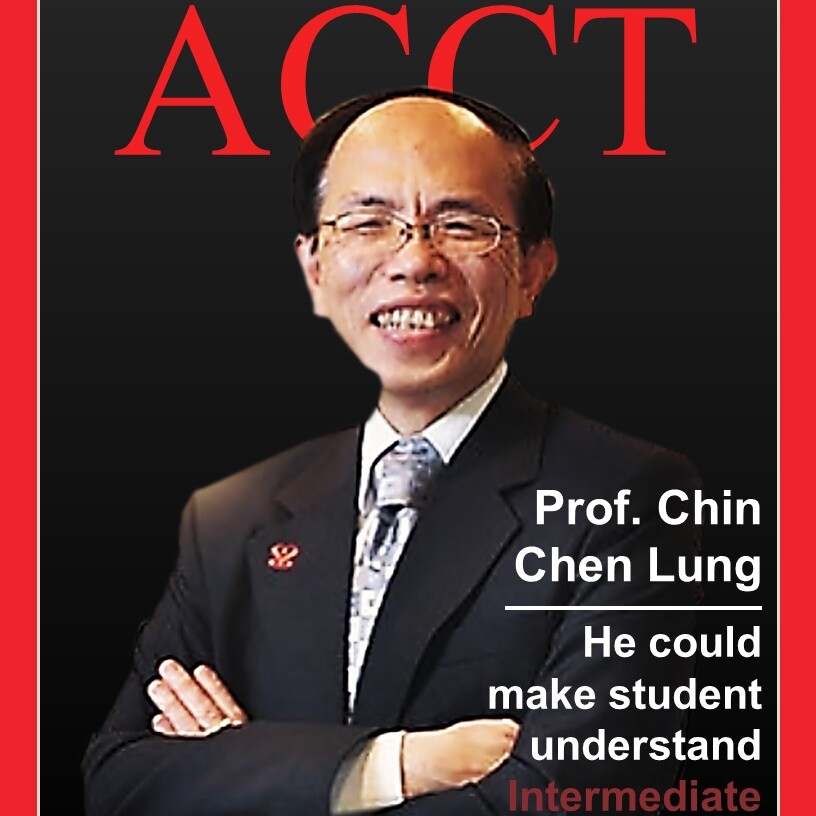 ACCT
Prof. Chin
Chen Lung
He could
make student
understand
Intermediate